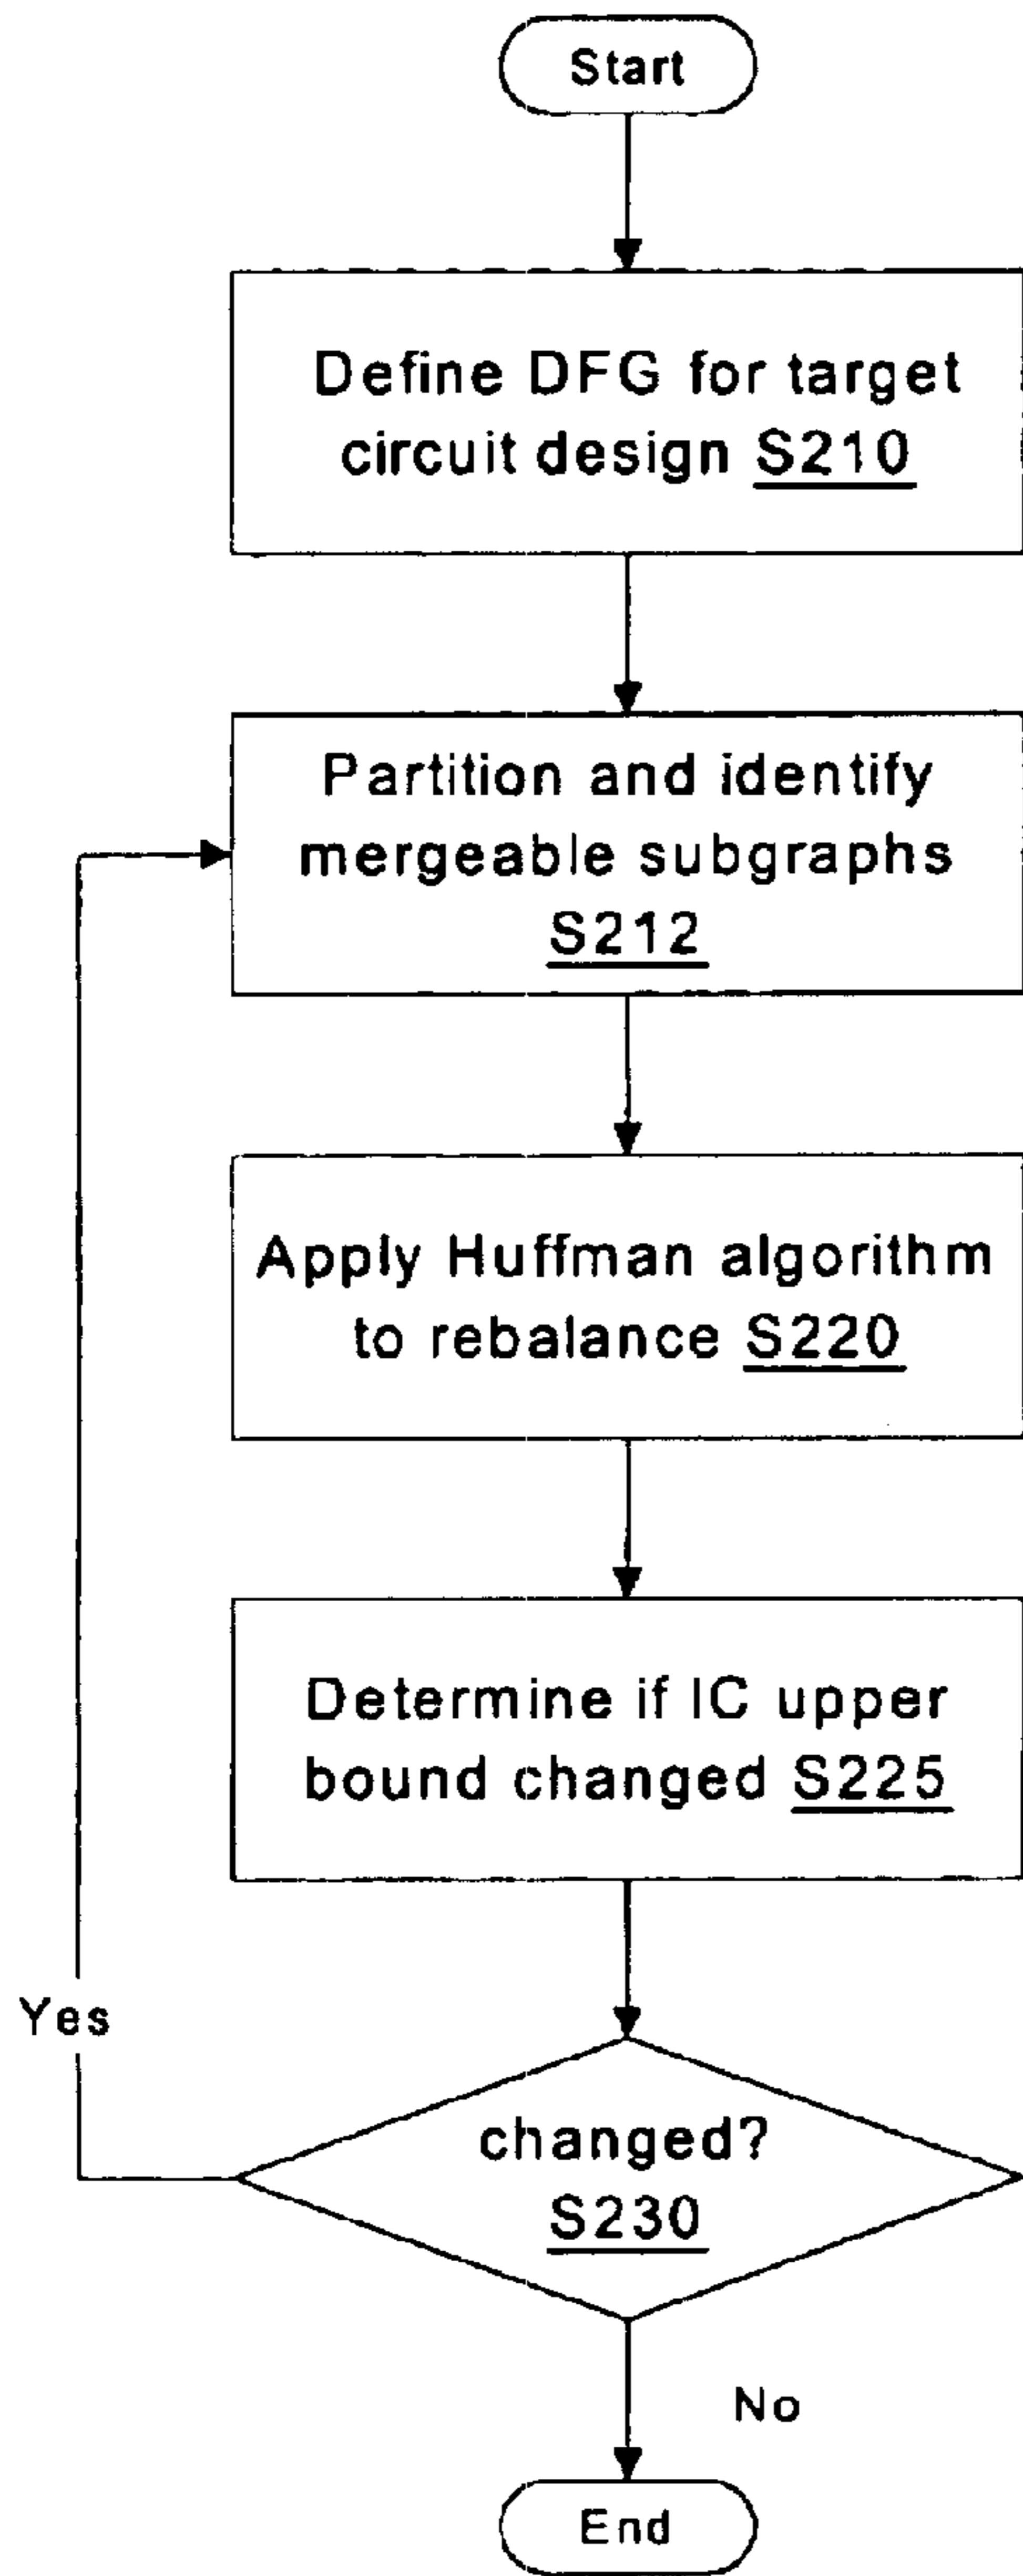 Start
Define DFG for target
circuit design S210
Partition and identify
mergeable subgraphs
S212
Apply Huffman algorithm
to rebalance S220
Determine if IC upper
bound changed S225
Yes
changed?
S230
No
End